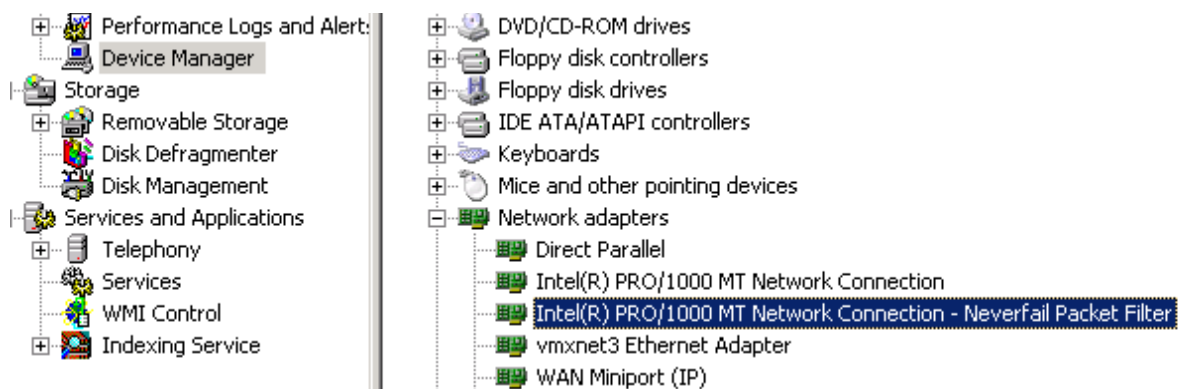 Performance Logs and Alert:
Device Manager
Storage
Removable Storage
Disk Defragmenter
Disk Management
Services and Applications
Telephony
Services
WMI Control
Indexing Service
DVD/CD-ROM drives
Floppy disk controllers
Floppy disk drives
IDE ATA/ATAPI controllers
Keyboards
Mice and other pointing devices
Network adapters
Direct Parallel
Intel(R) PRO/1000 MT Network Connection
Intel(R) PRO/1000 MT Network Connection - Neverfail Packet Filter
vmxnet3 Ethernet Adapter
WAN Miniport (IP)